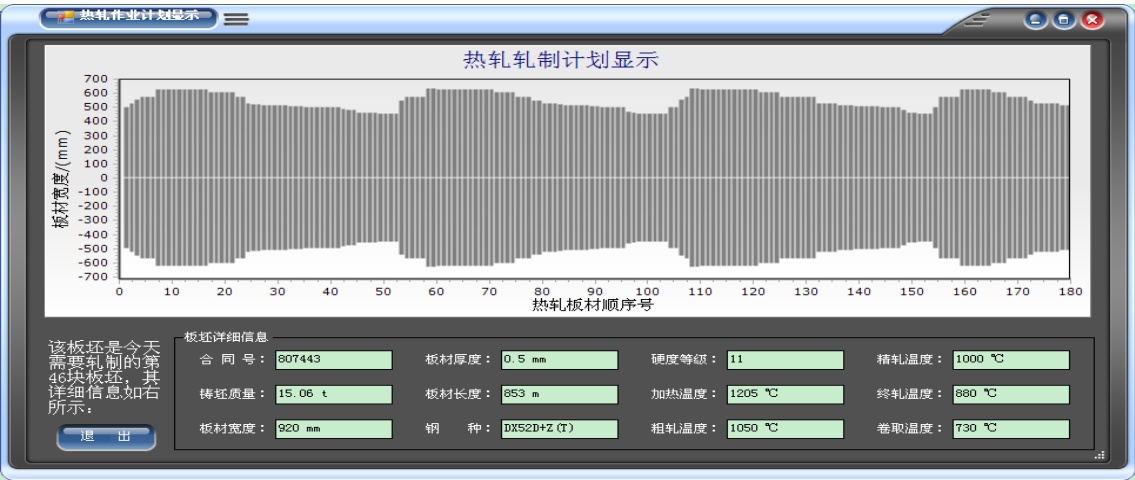 热轧作业计划显示
热轧轧制计划显示
板材宽度/(mm)
700
600
500
400
300
200
100
0
-100
-200
-300
-400
-500
-600
-700
0 10 20 30 40 50 60 70 80 90 100 110 120 130 140 150 160 170 180
热轧板材顺序号
该板坯是今天
需要轧制的第
46块板坯，其
详细信息如右
所示：
退 出
板坯详细信息
合 同 号： 807443 板材厚度： 0.5 mm 硬度等级： 11 精轧温度： 1000 ℃
铸坯质量： 15.06 t 板材长度： 853 m 加热温度： 1205 ℃ 终轧温度： 880 ℃
板材宽度： 920 mm 钢 种： DX52D+Z(T) 粗轧温度： 1050 ℃ 卷取温度： 730 ℃